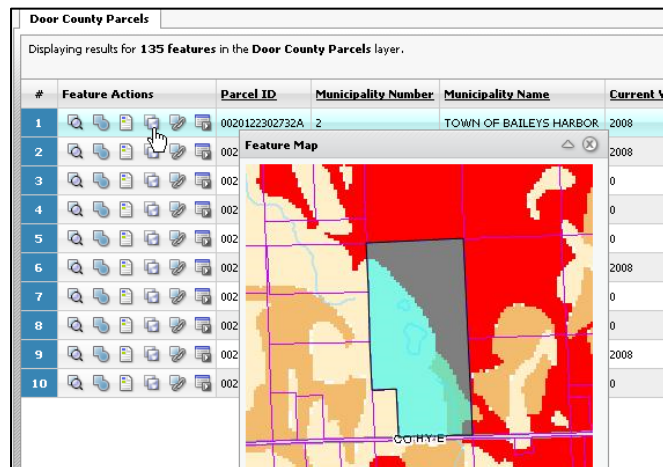 Door County Parcels
Displaying results for 135 features in the Door County Parcels layer.
# Feature Actions Parcel ID Municipality Number Municipality Name Current V
1 0020122302732A 2 TOWN OF BAILEYS HARBOR 2008
2 002 2008
3 002 0
4 002 0
5 002 0
6 002 2008
7 002 0
8 002 0
9 002 2008
10 002 0
Feature Map
CO HY E